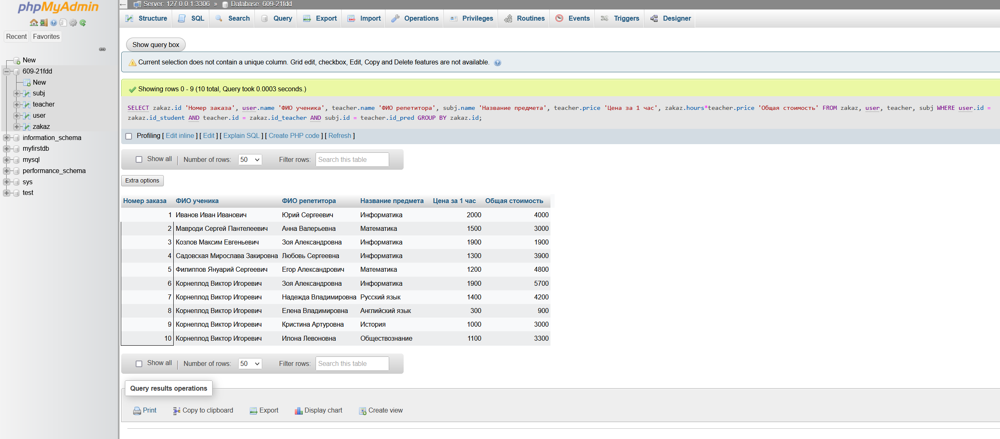 phpMyAdmin
Recent Favorites
New
609-21fdd
New
subj
teacher
user
zakaz
information_schema
myfirstdb
mysql
performance_schema
sys
test
Server: 127.0.0.1:3306 » Database: 609-21fdd
Structure SQL Search Query Export Import Operations Privileges Routines Events Triggers Designer
Show query box
Current selection does not contain a unique column. Grid edit, checkbox, Edit, Copy and Delete features are not available.
Showing rows 0 - 9 (10 total, Query took 0.0003 seconds.)
SELECT zakaz.id 'Номер заказа', user.name 'ФИО ученика', teacher.name 'ФИО репетитора', subj.name 'Название предмета', teacher.price 'Цена за 1 час', zakaz.hours*teacher.price 'Общая стоимость' FROM zakaz, user, teacher, subj WHERE user.id =
zakaz.id_student AND teacher.id = zakaz.id_teacher AND subj.id = teacher.id_pred GROUP BY zakaz.id;
Profiling [ Edit inline ] [ Edit ] [ Explain SQL ] [ Create PHP code ] [ Refresh ]
Show all | Number of rows: 50 Filter rows: Search this table
Extra options
Номер заказа ФИО ученика ФИО репетитора Название предмета Цена за 1 час Общая стоимость
1 Иванов Иван Иванович Юрий Сергеевич Информатика 2000 4000
2 Мавроди Сергей Пантелеевич Анна Валерьевна Математика 1500 3000
3 Козлов Максим Евгеньевич Зоя Александровна Информатика 1900 1900
4 Садовская Мирослава Закировна Любовь Сергеевна Информатика 1300 3900
5 Филиппов Януарий Сергеевич Егор Александрович Математика 1200 4800
6 Корнеплод Виктор Игоревич Зоя Александровна Информатика 1900 5700
7 Корнеплод Виктор Игоревич Надежда Владимировна Русский язык 1400 4200
8 Корнеплод Виктор Игоревич Елена Владимировна Английский язык 300 900
9 Корнеплод Виктор Игоревич Кристина Артуровна История 1000 3000
10 Корнеплод Виктор Игоревич Илона Левоновна Обществознание 1100 3300
Show all | Number of rows: 50 Filter rows: Search this table
Query results operations
Print Copy to clipboard Export Display chart Create view